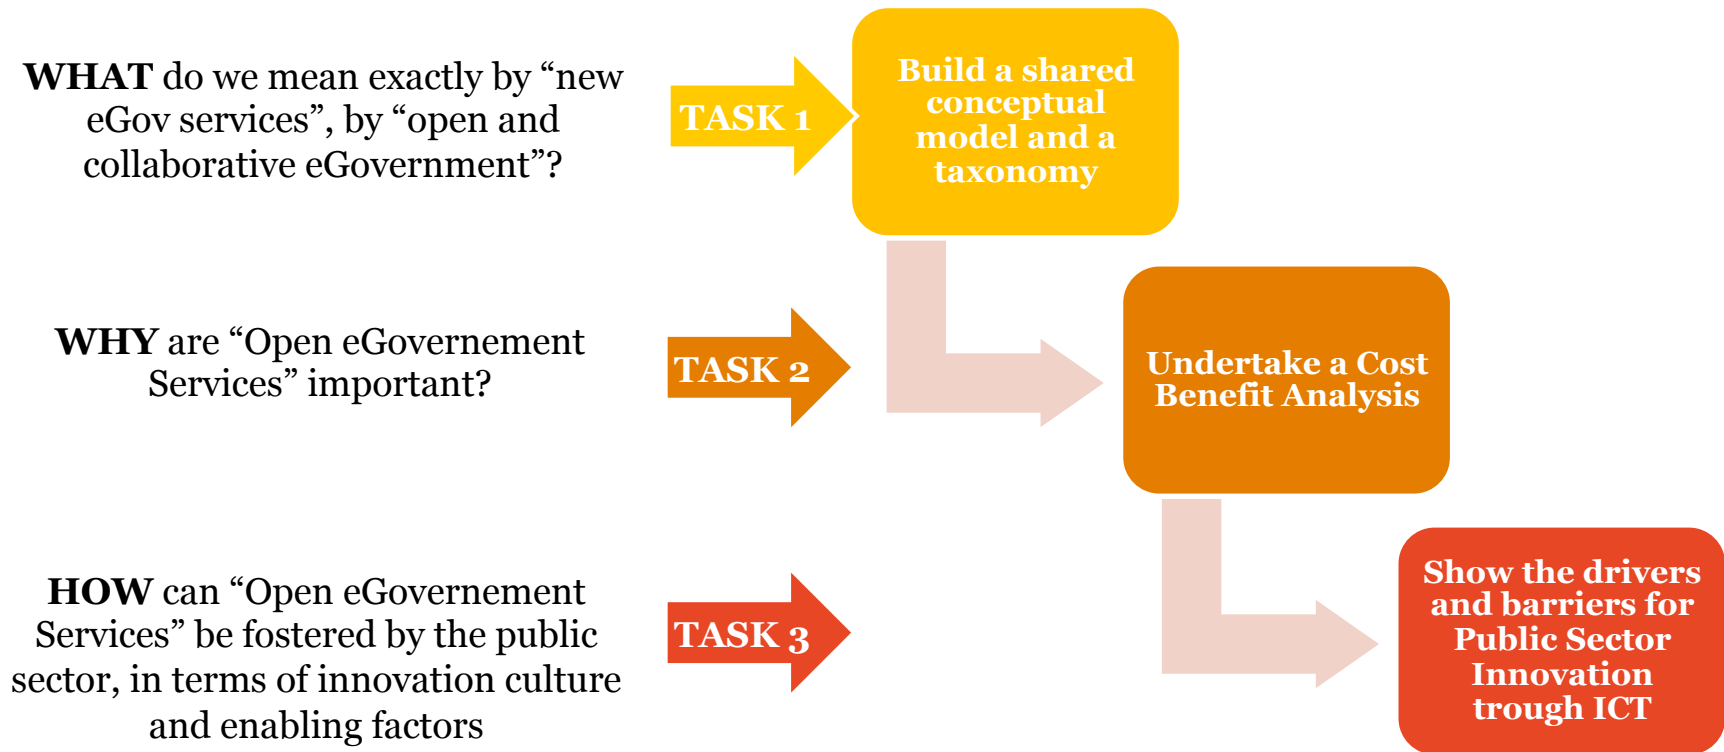 WHAT do we mean exactly by “new
eGov services”, by “open and
collaborative eGovernment”?
TASK 1
Build a shared
conceptual
model and a
taxonomy
WHY are “Open eGovernement
Services” important?
TASK 2
Undertake a Cost
Benefit Analysis
HOW can “Open eGovernement
Services” be fostered by the public
sector, in terms of innovation culture
and enabling factors
TASK 3
Show the drivers
and barriers for
Public Sector
Innovation
trough ICT